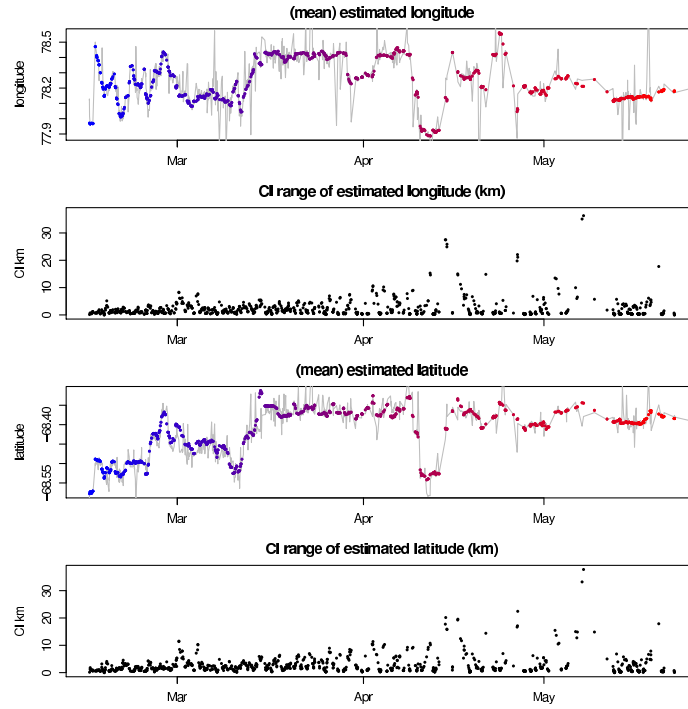 (mean) estimated longitude
longitude
78.5
78.2
77.9
Mar
Apr
May
CI range of estimated longitude (km)
CI km
30
20
10
0
Mar
Apr
May
(mean) estimated latitude
latitude
−68.40
−68.55
Mar
Apr
May
CI range of estimated latitude (km)
CI km
30
20
10
0
Mar
Apr
May